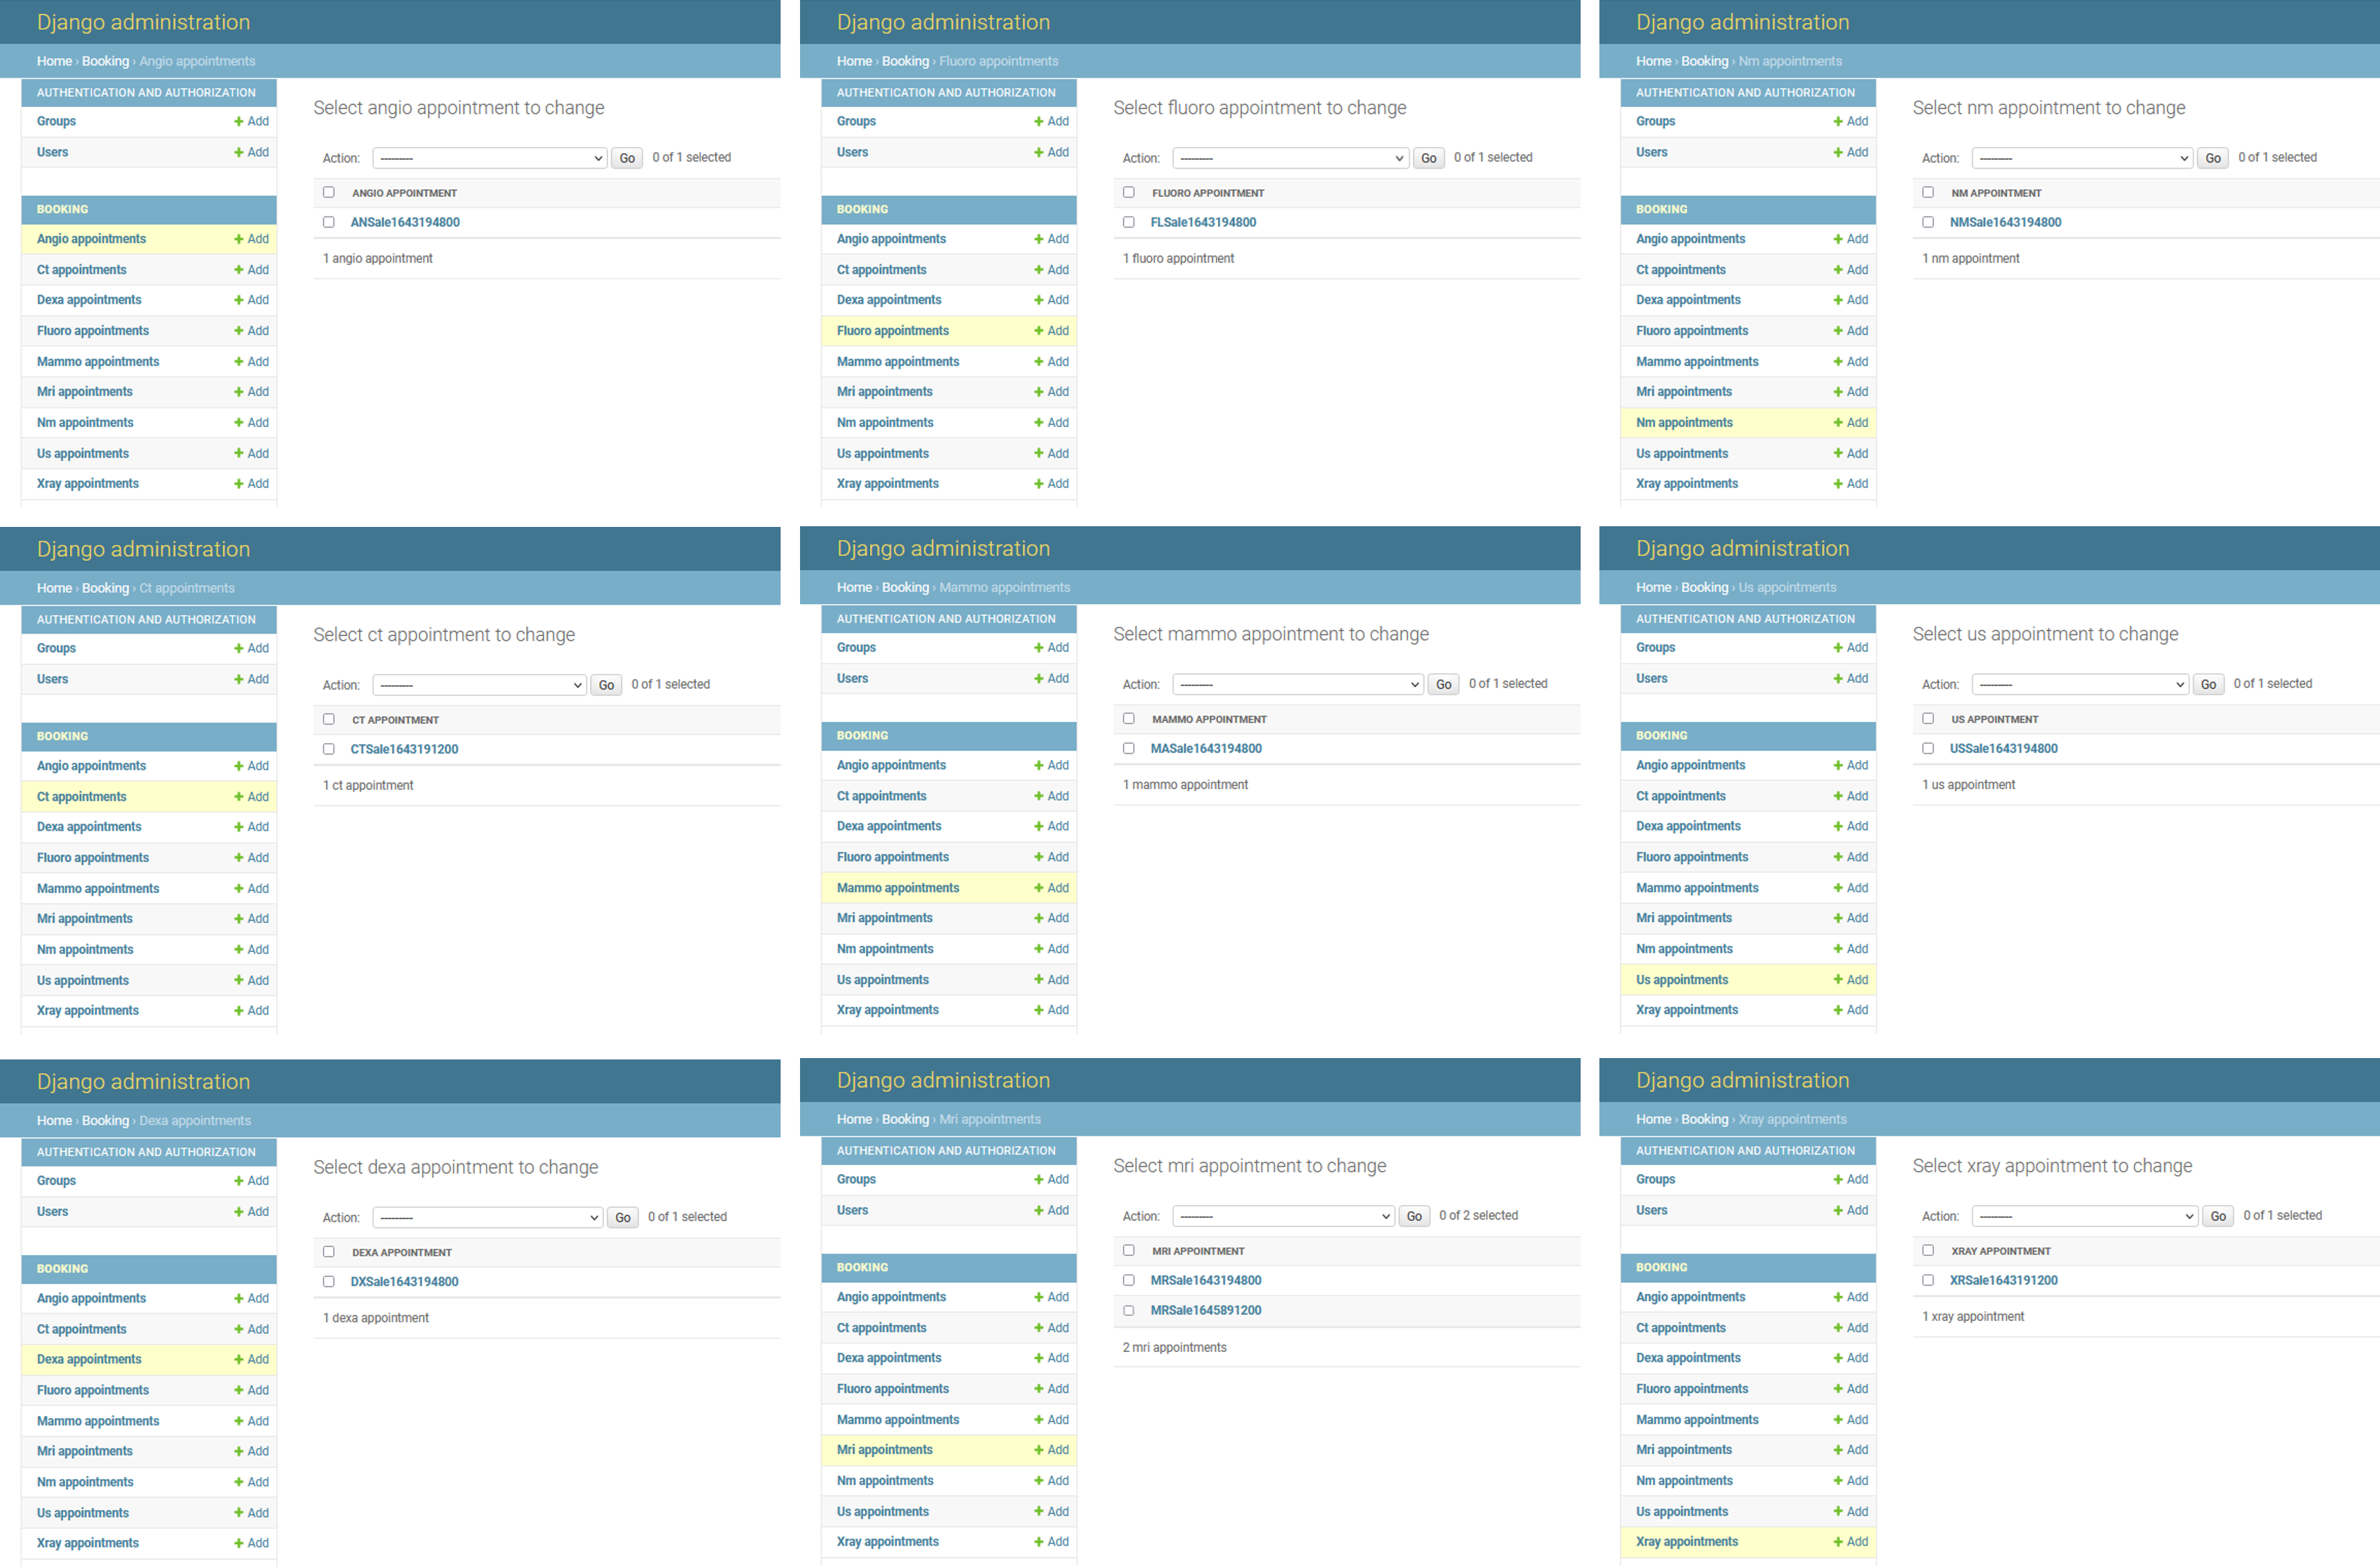 Django administration
Home › Booking › Angio appointments
AUTHENTICATION AND AUTHORIZATION
Groups + Add
Users + Add
BOOKING
Angio appointments + Add
Ct appointments + Add
Dexa appointments + Add
Fluoro appointments + Add
Mammo appointments + Add
Mri appointments + Add
Nm appointments + Add
Us appointments + Add
Xray appointments + Add
Select angio appointment to change
Action: --------- Go 0 of 1 selected
ANGIO APPOINTMENT
ANSale1643194800
1 angio appointment
Django administration
Home › Booking › Fluoro appointments
AUTHENTICATION AND AUTHORIZATION
Groups + Add
Users + Add
BOOKING
Angio appointments + Add
Ct appointments + Add
Dexa appointments + Add
Fluoro appointments + Add
Mammo appointments + Add
Mri appointments + Add
Nm appointments + Add
Us appointments + Add
Xray appointments + Add
Select fluoro appointment to change
Action: --------- Go 0 of 1 selected
FLUORO APPOINTMENT
FLSale1643194800
1 fluoro appointment
Django administration
Home › Booking › Nm appointments
AUTHENTICATION AND AUTHORIZATION
Groups + Add
Users + Add
BOOKING
Angio appointments + Add
Ct appointments + Add
Dexa appointments + Add
Fluoro appointments + Add
Mammo appointments + Add
Mri appointments + Add
Nm appointments + Add
Us appointments + Add
Xray appointments + Add
Select nm appointment to change
Action: --------- Go 0 of 1 selected
NM APPOINTMENT
NMSale1643194800
1 nm appointment
Django administration
Home › Booking › Ct appointments
AUTHENTICATION AND AUTHORIZATION
Groups + Add
Users + Add
BOOKING
Angio appointments + Add
Ct appointments + Add
Dexa appointments + Add
Fluoro appointments + Add
Mammo appointments + Add
Mri appointments + Add
Nm appointments + Add
Us appointments + Add
Xray appointments + Add
Select ct appointment to change
Action: --------- Go 0 of 1 selected
CT APPOINTMENT
CTSale1643191200
1 ct appointment
Django administration
Home › Booking › Mammo appointments
AUTHENTICATION AND AUTHORIZATION
Groups + Add
Users + Add
BOOKING
Angio appointments + Add
Ct appointments + Add
Dexa appointments + Add
Fluoro appointments + Add
Mammo appointments + Add
Mri appointments + Add
Nm appointments + Add
Us appointments + Add
Xray appointments + Add
Select mammo appointment to change
Action: --------- Go 0 of 1 selected
MAMMO APPOINTMENT
MASale1643194800
1 mammo appointment
Django administration
Home › Booking › Us appointments
AUTHENTICATION AND AUTHORIZATION
Groups + Add
Users + Add
BOOKING
Angio appointments + Add
Ct appointments + Add
Dexa appointments + Add
Fluoro appointments + Add
Mammo appointments + Add
Mri appointments + Add
Nm appointments + Add
Us appointments + Add
Xray appointments + Add
Select us appointment to change
Action: --------- Go 0 of 1 selected
US APPOINTMENT
USSale1643194800
1 us appointment
Django administration
Home › Booking › Dexa appointments
AUTHENTICATION AND AUTHORIZATION
Groups + Add
Users + Add
BOOKING
Angio appointments + Add
Ct appointments + Add
Dexa appointments + Add
Fluoro appointments + Add
Mammo appointments + Add
Mri appointments + Add
Nm appointments + Add
Us appointments + Add
Xray appointments + Add
Select dexa appointment to change
Action: --------- Go 0 of 1 selected
DEXA APPOINTMENT
DXSale1643194800
1 dexa appointment
Django administration
Home › Booking › Mri appointments
AUTHENTICATION AND AUTHORIZATION
Groups + Add
Users + Add
BOOKING
Angio appointments + Add
Ct appointments + Add
Dexa appointments + Add
Fluoro appointments + Add
Mammo appointments + Add
Mri appointments + Add
Nm appointments + Add
Us appointments + Add
Xray appointments + Add
Select mri appointment to change
Action: --------- Go 0 of 2 selected
MRI APPOINTMENT
MRSale1643194800
MRSale1645891200
2 mri appointments
Django administration
Home › Booking › Xray appointments
AUTHENTICATION AND AUTHORIZATION
Groups + Add
Users + Add
BOOKING
Angio appointments + Add
Ct appointments + Add
Dexa appointments + Add
Fluoro appointments + Add
Mammo appointments + Add
Mri appointments + Add
Nm appointments + Add
Us appointments + Add
Xray appointments + Add
Select xray appointment to change
Action: --------- Go 0 of 1 selected
XRAY APPOINTMENT
XRSale1643191200
1 xray appointment